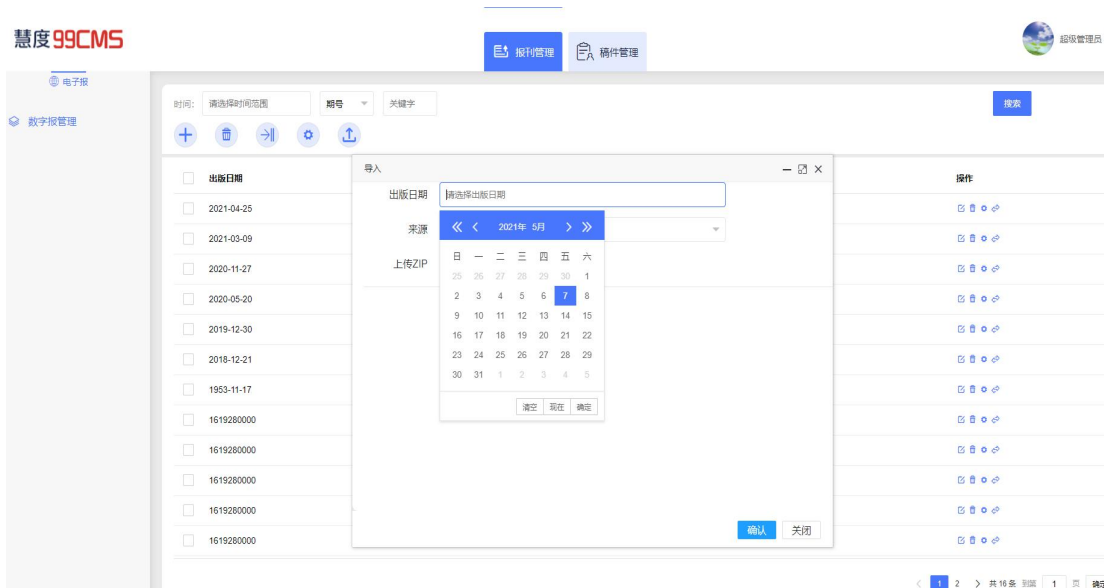 慧度99CMS
报刊管理
稿件管理
超级管理员
电子报
数字报管理
时间: 请选择时间范围 期号 关键字 搜索
导入
出版日期 操作
出版日期 请选择出版日期
来源
上传ZIP
2021年 5月
日 一 二 三 四 五 六
25 26 27 28 29 30 1
2 3 4 5 6 7 8
9 10 11 12 13 14 15
16 17 18 19 20 21 22
23 24 25 26 27 28 29
30 31 1 2 3 4 5
清空 现在 确定
确认 关闭
2021-04-25
2021-03-09
2020-11-27
2020-05-20
2019-12-30
2018-12-21
1953-11-17
1619280000
1619280000
1619280000
1619280000
1619280000
1 2 共16条 到第 1 页 确定